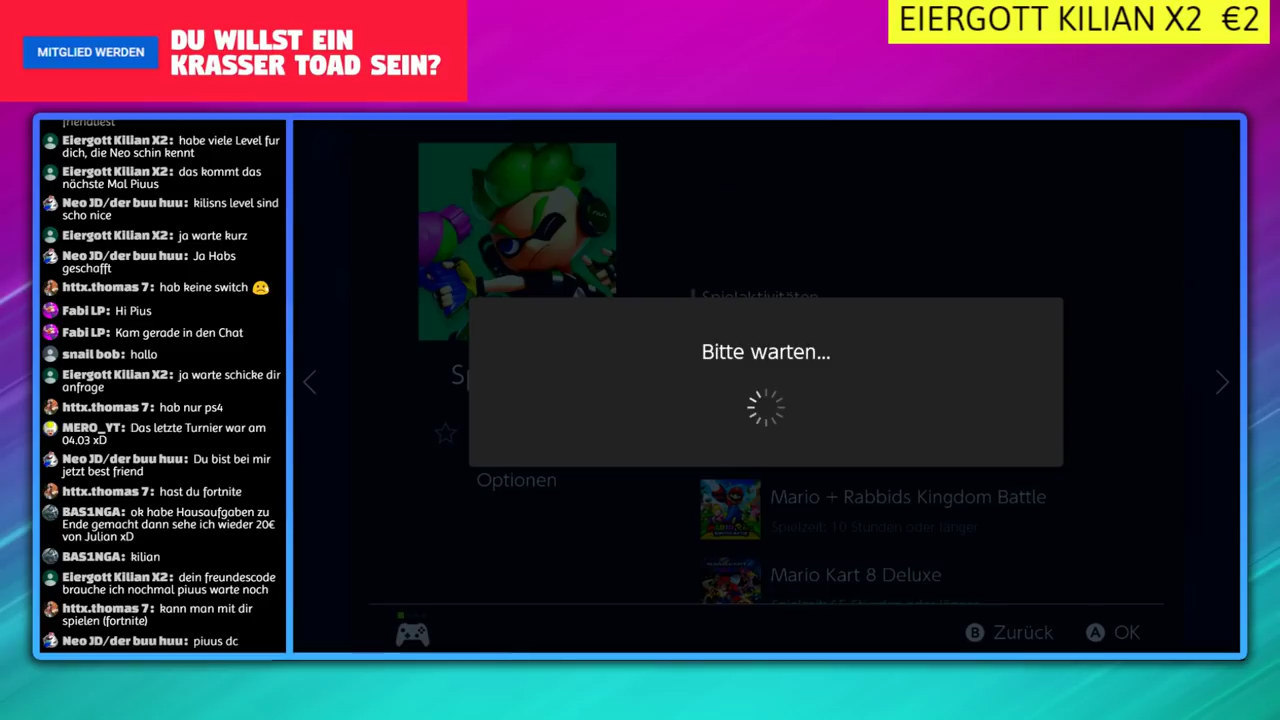 MITGLIED WERDEN
DU WILLST EIN
KRASSER TOAD SEIN?
EIERGOTT KILIAN X2 €2
friendliest
Eiergott Kilian X2: habe viele Level fur
dich, die Neo schin kennt
Eiergott Kilian X2: das kommt das
nächste Mal Piuus
Neo JD/der buu huu: kilisns level sind
scho nice
Eiergott Kilian X2: ja warte kurz
Neo JD/der buu huu: Ja Habs
geschafft
httx.thomas 7: hab keine switch 🙁
Fabi LP: Hi Pius
Fabi LP: Kam gerade in den Chat
snail bob: hallo
Eiergott Kilian X2: ja warte schicke dir
anfrage
httx.thomas 7: hab nur ps4
MERO_YT: Das letzte Turnier war am
04.03 xD
Neo JD/der buu huu: Du bist bei mir
jetzt best friend
httx.thomas 7: hast du fortnite
BAS1NGA: ok habe Hausaufgaben zu
Ende gemacht dann sehe ich wieder 20€
von Julian xD
BAS1NGA: kilian
Eiergott Kilian X2: dein freundescode
brauche ich nochmal piuus warte noch
httx.thomas 7: kann man mit dir
spielen (fortnite)
Neo JD/der buu huu: piuus dc
Spielaktivitäten
Bitte warten...
Optionen
Mario + Rabbids Kingdom Battle
Spielzeit: 10 Stunden oder länger
Mario Kart 8 Deluxe
B Zurück
A OK